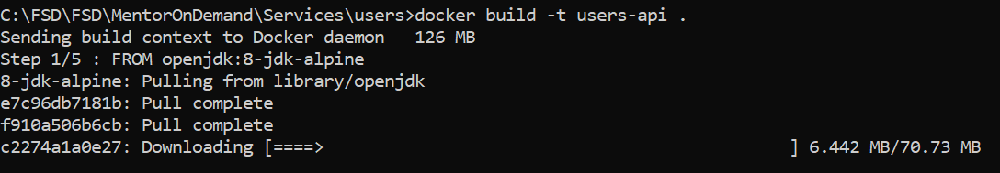 C:\FSD\FSD\MentorOnDemand\Services\users>docker build -t users-api .
Sending build context to Docker daemon   126 MB
Step 1/5 : FROM openjdk:8-jdk-alpine
8-jdk-alpine: Pulling from library/openjdk
e7c96db7181b: Pull complete
f910a506b6cb: Pull complete
c2274a1a0e27: Downloading [====>                                              ] 6.442 MB/70.73 MB